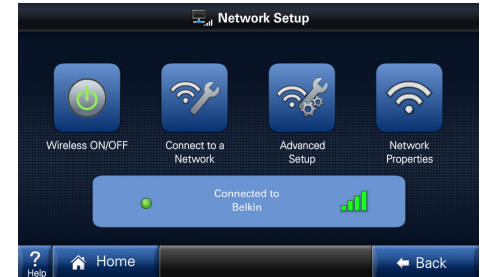 Network Setup
Wireless ON/OFF
Connect to a
Network
Advanced
Setup
Network
Properties
Connected to
Belkin
?
Help
Home
Back